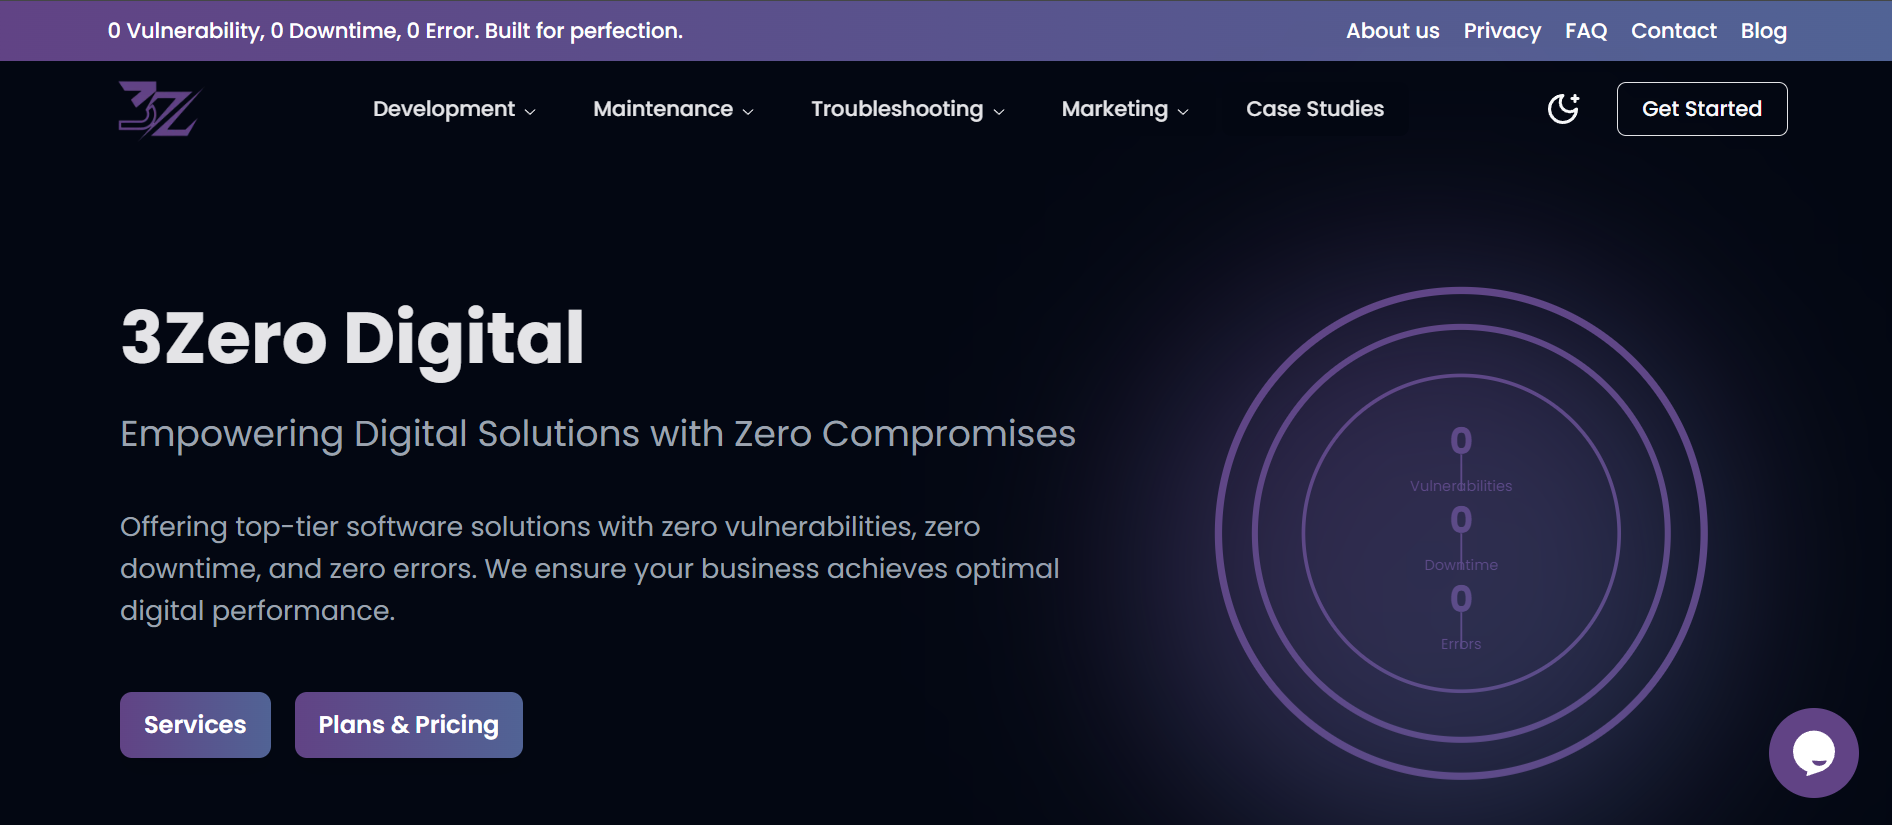 0 Vulnerability, 0 Downtime, 0 Error. Built for perfection.
About us Privacy FAQ Contact Blog
3Z
Development Maintenance Troubleshooting Marketing Case Studies
Get Started
3Zero Digital
Empowering Digital Solutions with Zero Compromises
Offering top-tier software solutions with zero vulnerabilities, zero
downtime, and zero errors. We ensure your business achieves optimal
digital performance.
Services
Plans & Pricing
0
Vulnerabilities
0
Downtime
0
Errors